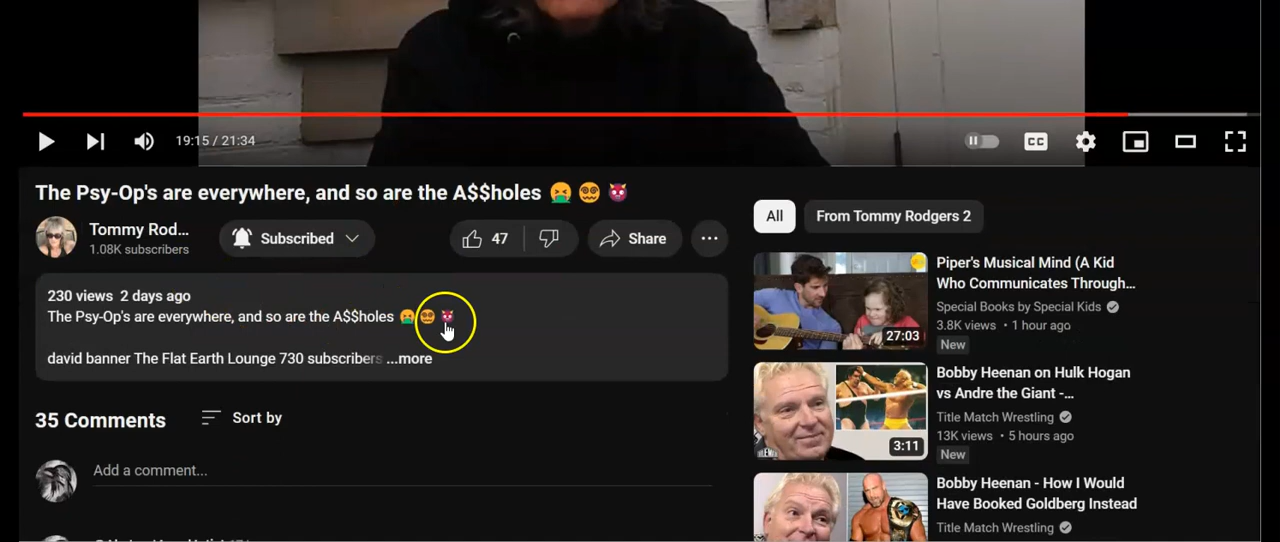 19:15 / 21:34
CC
The Psy-Op's are everywhere, and so are the A$$holes 🤮 😵‍💫 👿
Tommy Rod...
1.08K subscribers
Subscribed
47
Share
230 views 2 days ago
The Psy-Op's are everywhere, and so are the A$$holes 🤮 😵‍💫 👿
david banner The Flat Earth Lounge 730 subscribers ...more
35 Comments
Sort by
Add a comment...
All
From Tommy Rodgers 2
27:03
Piper's Musical Mind (A Kid
Who Communicates Through...
Special Books by Special Kids
3.8K views • 1 hour ago
New
3:11
Bobby Heenan on Hulk Hogan
vs Andre the Giant -...
Title Match Wrestling
13K views • 5 hours ago
New
Bobby Heenan - How I Would
Have Booked Goldberg Instead
Title Match Wrestling